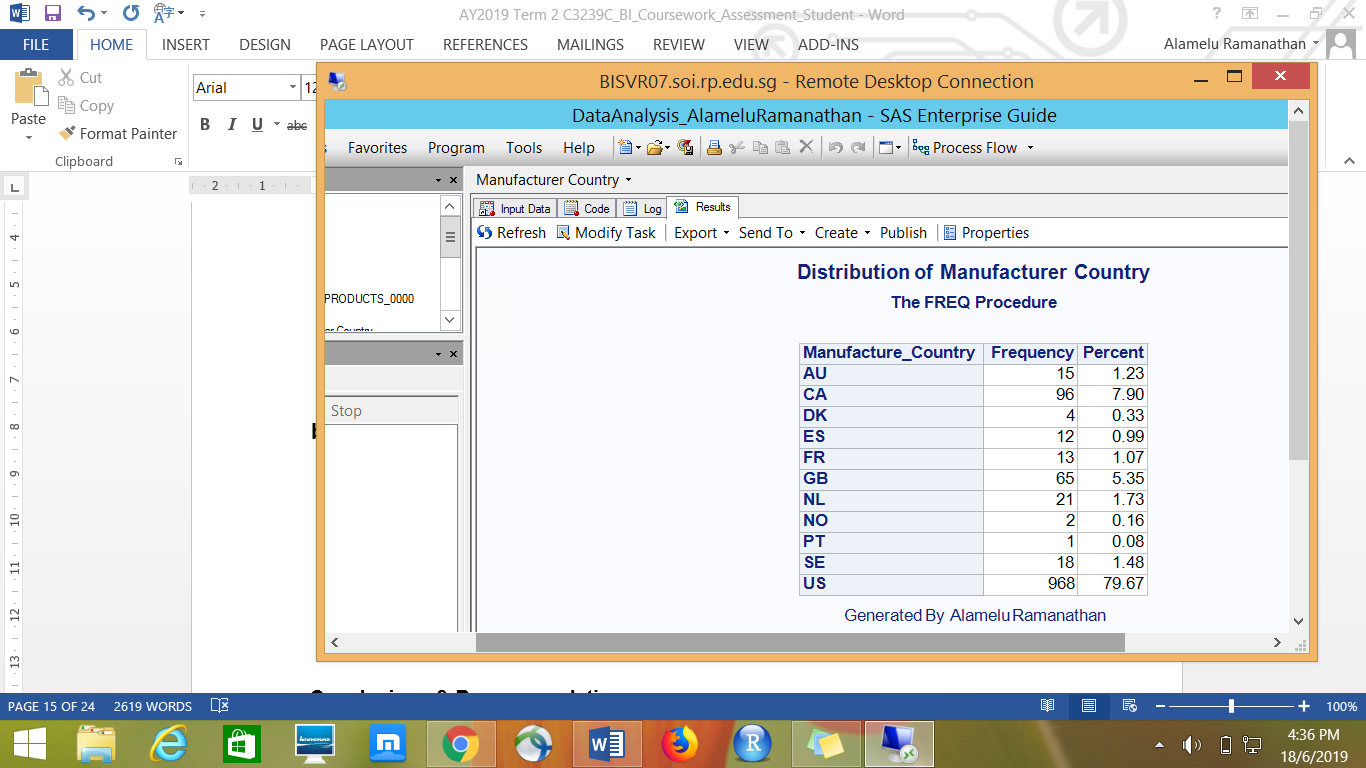 AY2019 Term 2 C3239C_BI_Coursework_Assessment_Student - Word
FILE HOME INSERT DESIGN PAGE LAYOUT REFERENCES MAILINGS REVIEW VIEW ADD-INS
Alamelu Ramanathan
Paste
Cut
Copy
Format Painter
Clipboard
Arial
B I U abc
BISVR07.soi.rp.edu.sg - Remote Desktop Connection
DataAnalysis_AlameluRamanathan - SAS Enterprise Guide
Favorites Program Tools Help Process Flow
Manufacturer Country
Input Data Code Log Results
Refresh Modify Task Export Send To Create Publish Properties
PRODUCTS_0000
Stop
Distribution of Manufacturer Country
The FREQ Procedure
Manufacture_Country Frequency Percent
AU 15 1.23
CA 96 7.90
DK 4 0.33
ES 12 0.99
FR 13 1.07
GB 65 5.35
NL 21 1.73
NO 2 0.16
PT 1 0.08
SE 18 1.48
US 968 79.67
Generated By Alamelu Ramanathan
PAGE 15 OF 24 2619 WORDS
100%
4:36 PM
18/6/2019